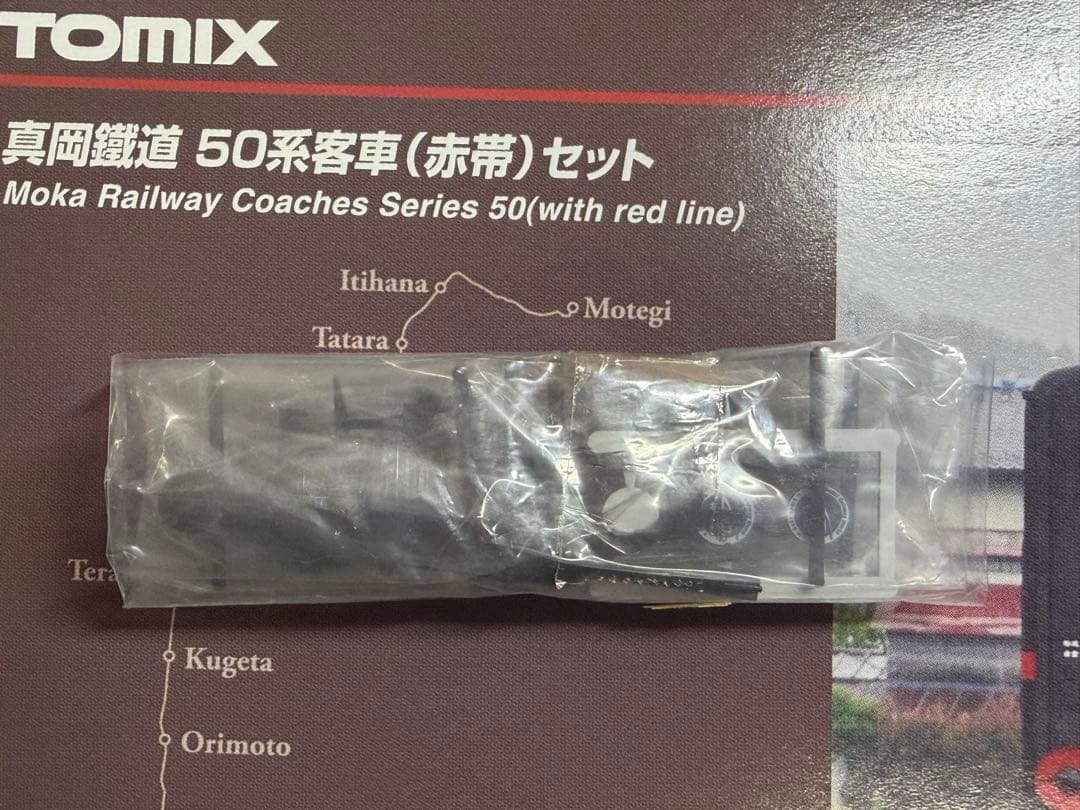 TOMIX
真岡鐵道 50系客車(赤帯)セット
Moka Railway Coaches Series 50(with red line)
Itihana
Motegi
Tatara
Tera
Kugeta
Orimoto